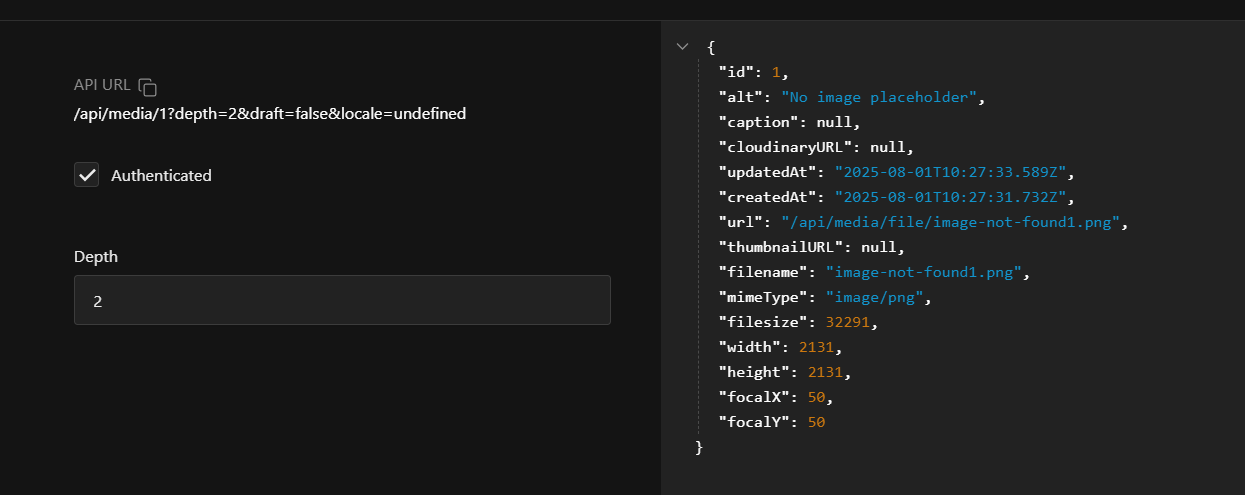 API URL
/api/media/1?depth=2&draft=false&locale=undefined
Authenticated
Depth
2
{
"id": 1,
"alt": "No image placeholder",
"caption": null,
"cloudinaryURL": null,
"updatedAt": "2025-08-01T10:27:33.589Z",
"createdAt": "2025-08-01T10:27:31.732Z",
"url": "/api/media/file/image-not-found1.png",
"thumbnailURL": null,
"filename": "image-not-found1.png",
"mimeType": "image/png",
"filesize": 32291,
"width": 2131,
"height": 2131,
"focalX": 50,
"focalY": 50
}